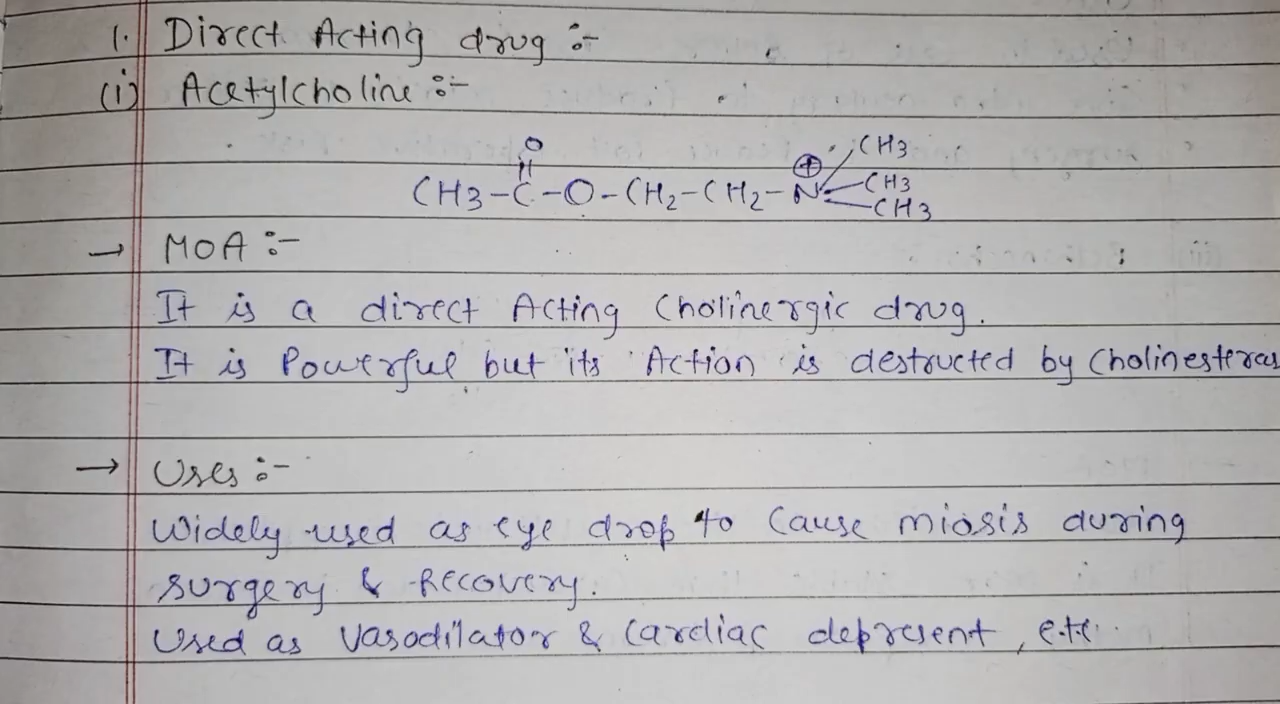 1. Direct Acting drug :-
(i) Acetylcholine :-
O
CH3-C-O-CH2-CH2-N
⊕
CH3
CH3
CH3
→ MOA :-
It is a direct Acting Cholinergic drug.
It is Powerful but its Action is destructed by Cholinesteras
→ Uses :-
Widely used as eye drop to Cause miosis during
surgery & Recovery.
Used as Vasodilator & Cardiac depresent, etc.